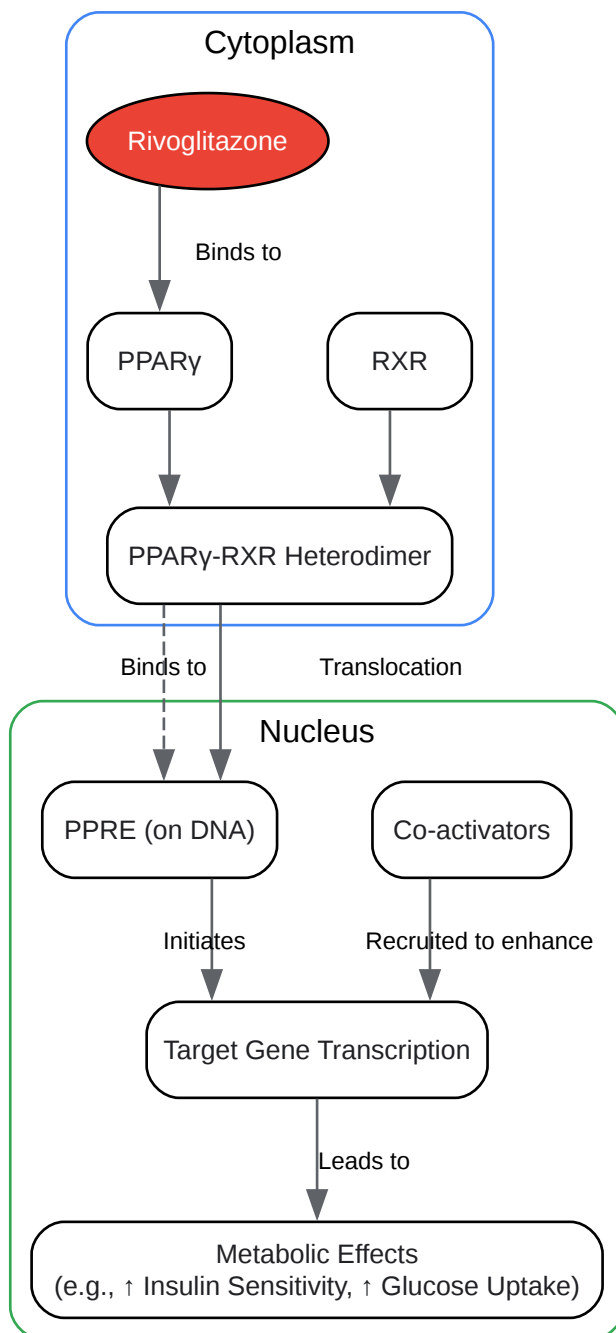 Cytoplasm
Rivoglitazone
Binds to
PPARγ
RXR
PPARγ-RXR Heterodimer
Binds to
Translocation
Nucleus
PPRE (on DNA)
Co-activators
Initiates
Recruited to enhance
Target Gene Transcription
Leads to
Metabolic Effects
(e.g., ↑ Insulin Sensitivity, ↑ Glucose Uptake)